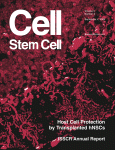 Cell
Stem Cell
Host Cell Protection
by Transplanted hNSCs
ISSCR Annual Report